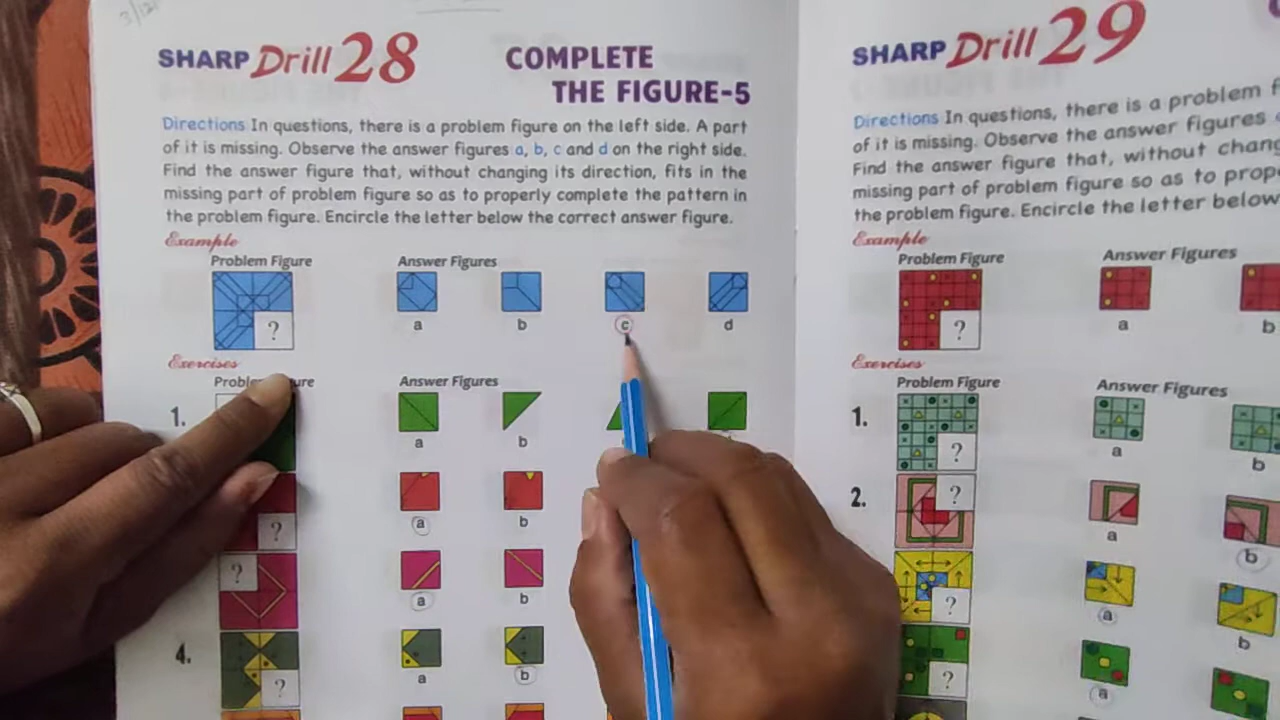 3/12
SHARP Drill 28
COMPLETE
THE FIGURE-5
Directions In questions, there is a problem figure on the left side. A part
of it is missing. Observe the answer figures a, b, c and d on the right side.
Find the answer figure that, without changing its direction, fits in the
missing part of problem figure so as to properly complete the pattern in
the problem figure. Encircle the letter below the correct answer figure.
Example
Problem Figure
Answer Figures
?
a b c d
Exercises
Answer Figures
1.
a b
?
a b
?
a b
4.
?
a b
SHARP Drill 29
Directions In questions, there is a problem
of it is missing. Observe the answer figures
Find the answer figure that, without
missing part of problem figure so as to
the problem figure. Encircle the letter below
Example
Problem Figure
Answer Figures
?
a b
Exercises
Problem Figure
Answer Figures
1.
?
a b
2.
?
a b
?
a b
?
a